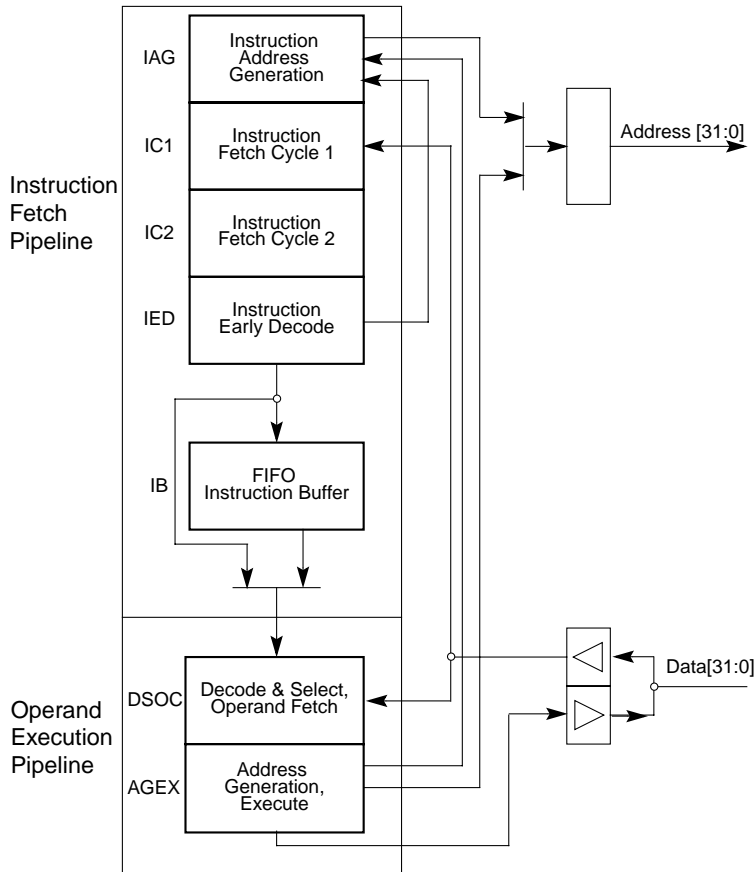 IAG
Instruction
Address
Generation
IC1
Instruction
Fetch Cycle 1
Address [31:0]
Instruction
Fetch
Pipeline
IC2
Instruction
Fetch Cycle 2
IED
Instruction
Early Decode
IB
FIFO
Instruction Buffer
Operand
Execution
Pipeline
DSOC
Decode & Select,
Operand Fetch
Data[31:0]
AGEX
Address
Generation,
Execute